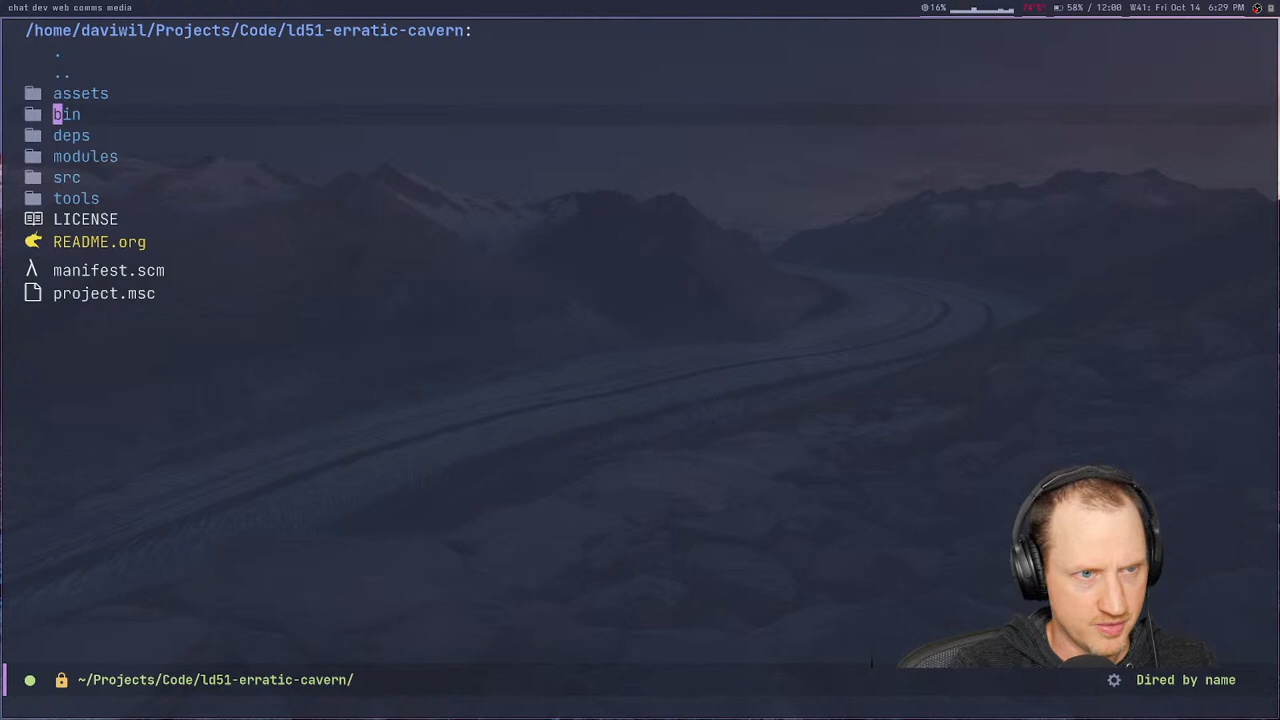 chat dev web comms media
16% 74°C 58% / 12:00 W41: Fri Oct 14 6:29 PM
/home/daviwil/Projects/Code/ld51-erratic-cavern:
.
..
assets
bin
deps
modules
src
tools
LICENSE
README.org
λ manifest.scm
project.msc
~/Projects/Code/ld51-erratic-cavern/ Dired by name